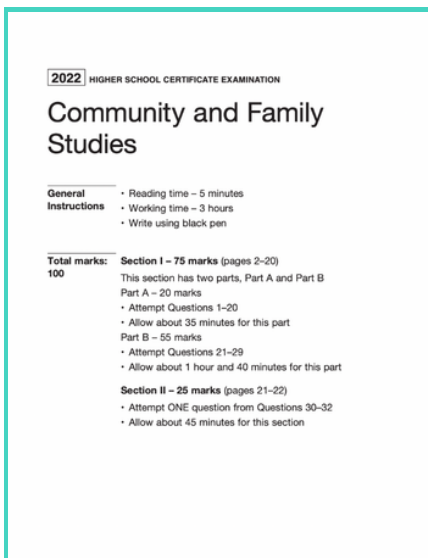 2022 HIGHER SCHOOL CERTIFICATE EXAMINATION
Community and Family
Studies
General
Instructions
• Reading time – 5 minutes
• Working time – 3 hours
• Write using black pen
Total marks:
100
Section I – 75 marks (pages 2–20)
This section has two parts, Part A and Part B
Part A – 20 marks
• Attempt Questions 1–20
• Allow about 35 minutes for this part
Part B – 55 marks
• Attempt Questions 21–29
• Allow about 1 hour and 40 minutes for this part
Section II – 25 marks (pages 21–22)
• Attempt ONE question from Questions 30–32
• Allow about 45 minutes for this section